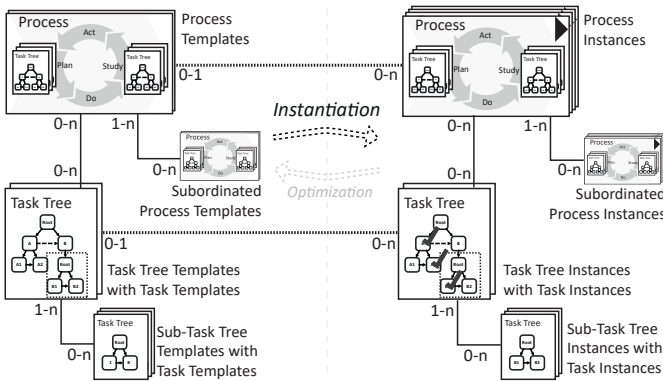 Process
Act
Plan
Study
Do
Task Tree
Task Tree
Process
Templates
0-1
0-n
1-n
0-n
0-n
Process
Subordinated
Process Templates
Instantiation
Optimization
Process
Act
Plan
Study
Do
Task Tree
Task Tree
Process
Instances
0-n
0-n
1-n
0-n
0-n
Process
Subordinated
Process Instances
Task Tree
Root
A
B
A1
A2
Root
B1
B2
0-1
Task Tree Templates
with Task Templates
1-n
0-n
Task Tree
Root
1
B
Sub-Task Tree
Templates with
Task Templates
0-n
Task Tree
Root
A
B
A1
Root
B2
Task Tree Instances
with Task Instances
1-n
0-n
Task Tree
Root
B1
B2
Sub-Task Tree
Instances with
Task Instances